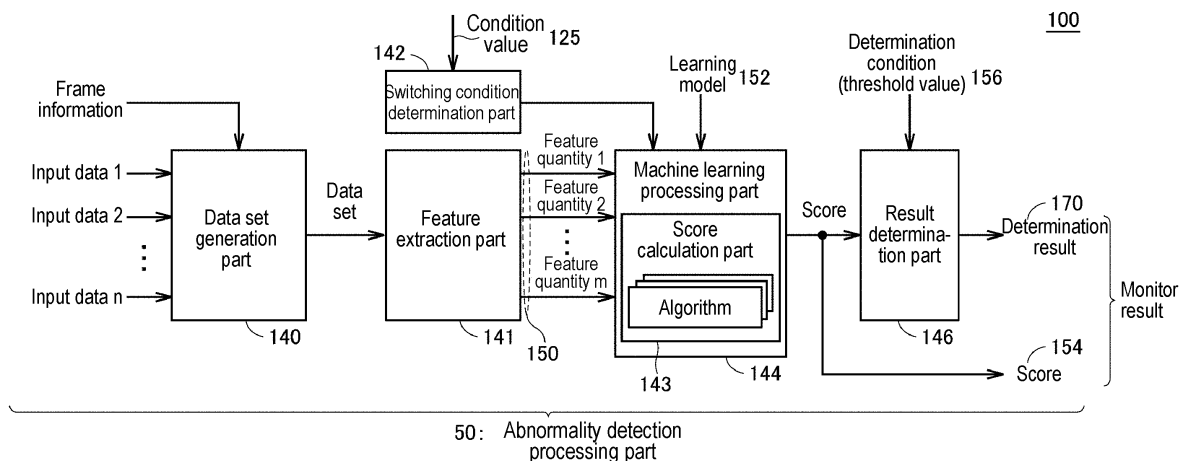 100
Condition
value 125
142
Switching condition
determination part
Learning
model 152
Determination
condition
(threshold value) 156
Frame
information
Input data 1
Input data 2
Input data n
Data set
generation
part
140
Data
set
Feature
extraction part
141
150
Feature
quantity 1
Feature
quantity 2
Feature
quantity m
Machine learning
processing part
Score
calculation part
Algorithm
143
144
Score
Result
determina-
tion part
146
170
Determination
result
154
Score
Monitor
result
50: Abnormality detection
processing part